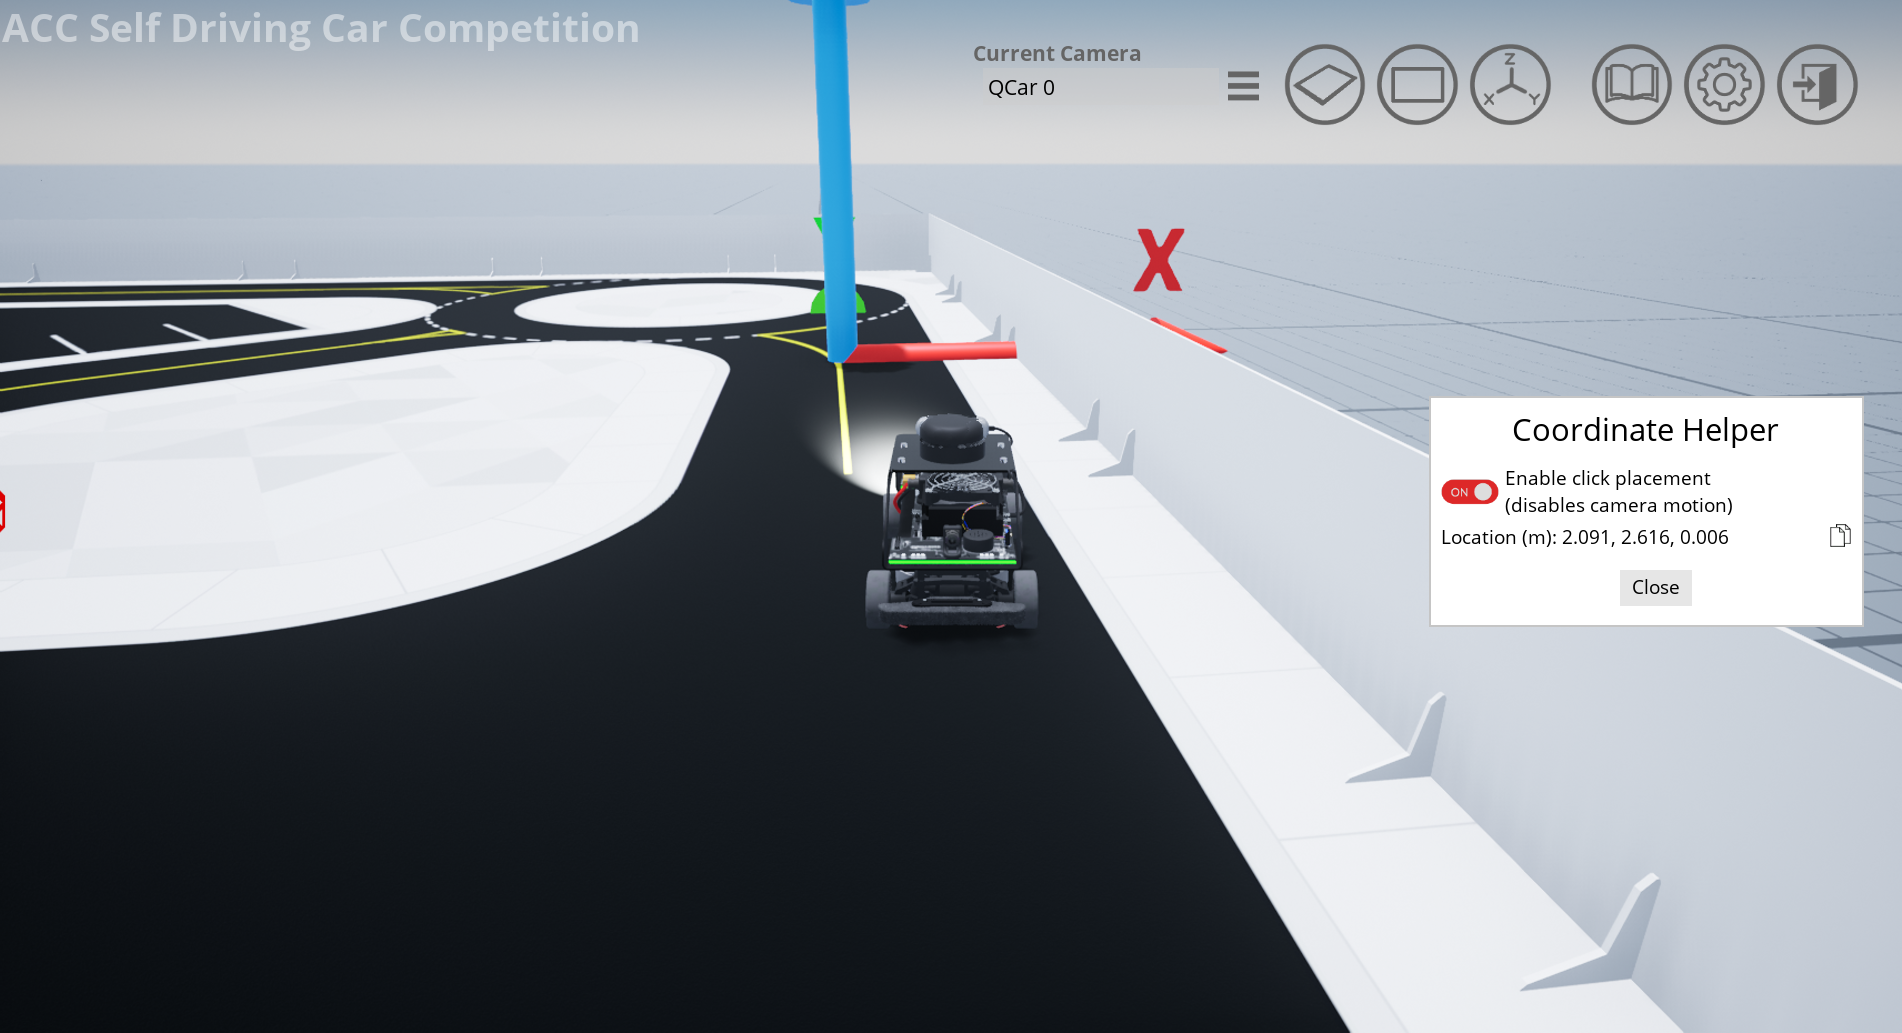 ACC Self Driving Car Competition
Current Camera
QCar 0
Z
X Y
X
Coordinate Helper
ON
Enable click placement
(disables camera motion)
Location (m): 2.091, 2.616, 0.006
Close